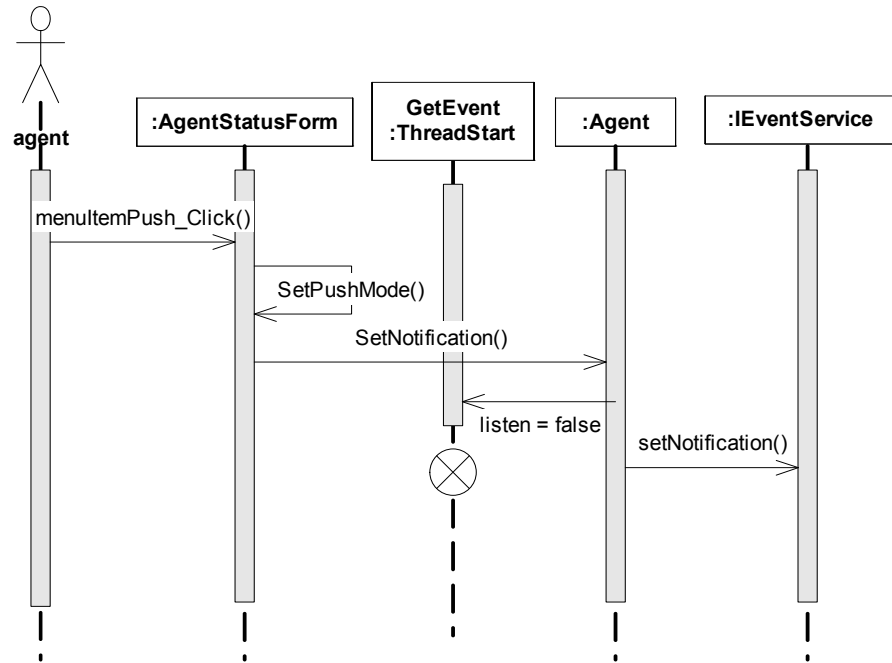 agent
:AgentStatusForm
GetEvent
:ThreadStart
:Agent
:IEventService
menuItemPush_Click()
SetPushMode()
SetNotification()
listen = false
setNotification()